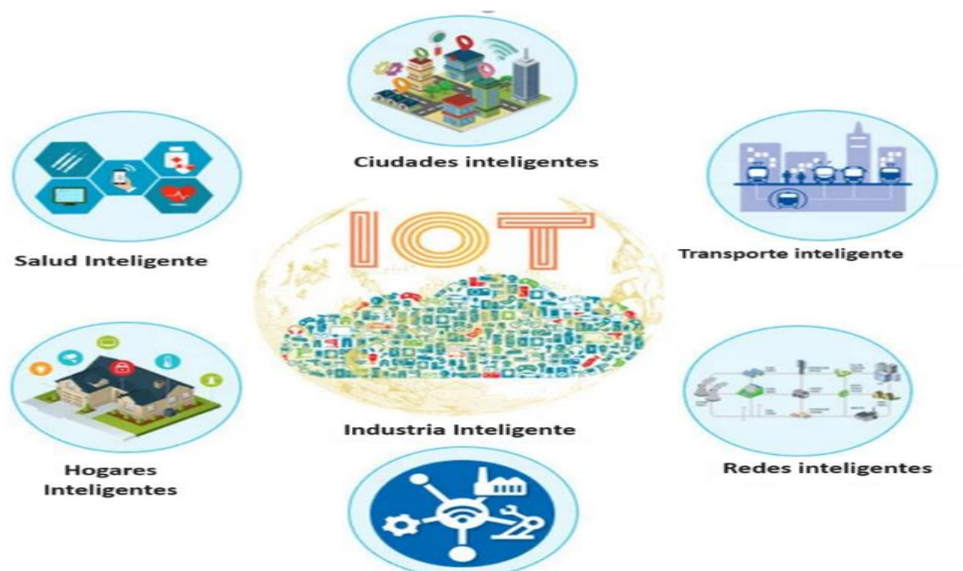 Ciudades inteligentes
Salud Inteligente
IOT
Transporte inteligente
Industria Inteligente
Hogares
Inteligentes
Redes inteligentes